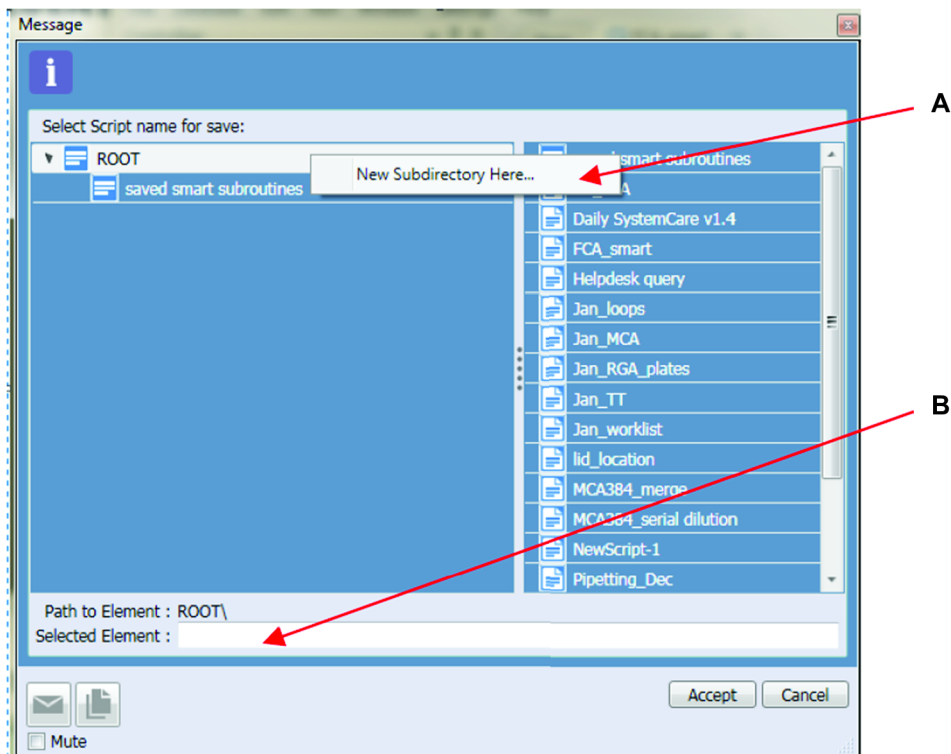 Message
A
i
Select Script name for save:
ROOT
saved smart subroutines
New Subdirectory Here...
smart subroutines
A
Daily SystemCare v1.4
FCA_smart
Helpdesk query
Jan_loops
Jan_MCA
Jan_RGA_plates
Jan_TT
B
Jan_worklist
lid_location
MCA384_merge
MCA384_serial dilution
NewScript-1
Pipetting_Dec
Path to Element : ROOT\
Selected Element :
Accept Cancel
Mute